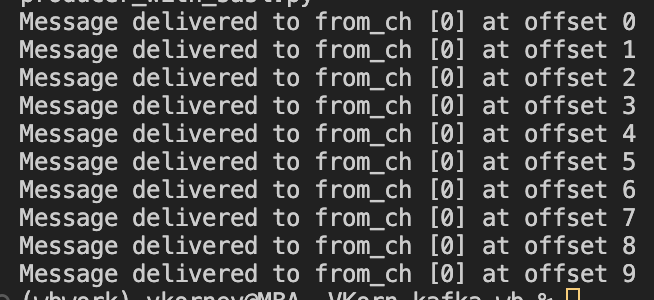 producer_with_sasl.py
Message delivered to from_ch [0] at offset 0
Message delivered to from_ch [0] at offset 1
Message delivered to from_ch [0] at offset 2
Message delivered to from_ch [0] at offset 3
Message delivered to from_ch [0] at offset 4
Message delivered to from_ch [0] at offset 5
Message delivered to from_ch [0] at offset 6
Message delivered to from_ch [0] at offset 7
Message delivered to from_ch [0] at offset 8
Message delivered to from_ch [0] at offset 9
kafka %